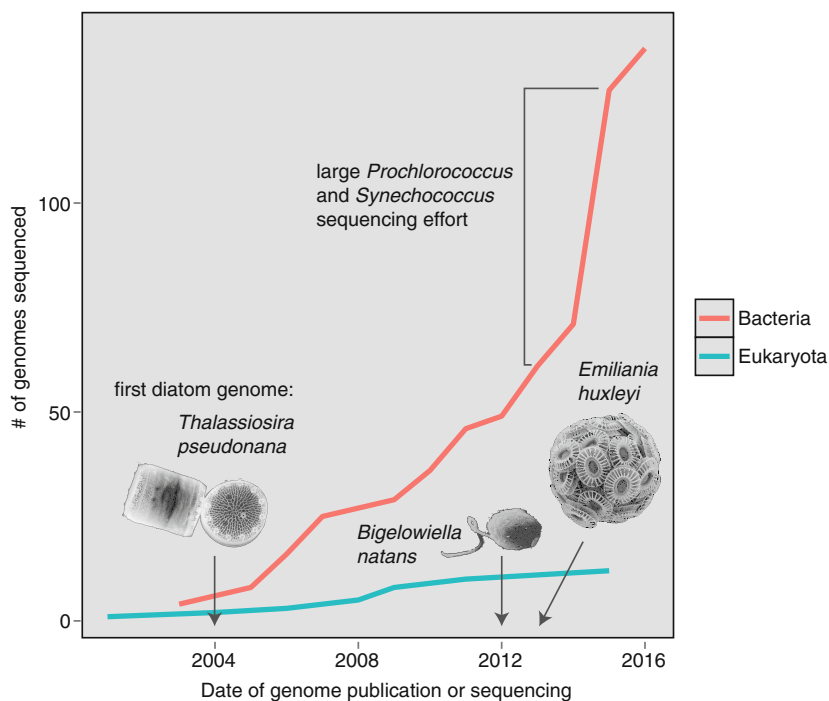 large Prochlorococcus
and Synechococcus
sequencing effort
100
Bacteria
Eukaryota
# of genomes sequenced
first diatom genome:
Thalassiosira
pseudonana
Emiliania
huxleyi
50
Bigelowiella
natans
0
2004
2008
2012
2016
Date of genome publication or sequencing